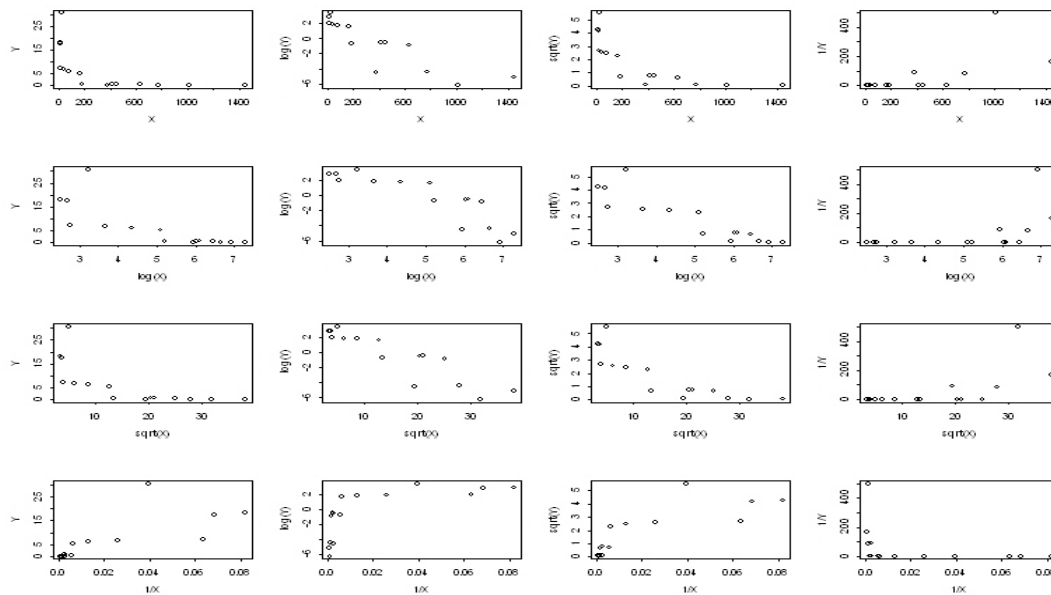 Y
0 5 15 25
0 200 600 1000 1400
X
log(Y)
-6 -2 2
0 200 600 1000 1400
X
sqrt(Y)
0 1 2 3 4 5
0 200 600 1000 1400
X
1/Y
0 200 400
0 200 600 1000 1400
X
Y
0 5 15 25
3 4 5 6 7
log(X)
log(Y)
-6 -2 2
3 4 5 6 7
log(X)
sqrt(Y)
0 1 2 3 4 5
3 4 5 6 7
log(X)
1/Y
0 200 400
3 4 5 6 7
log(X)
Y
0 5 15 25
10 20 30
sqrt(X)
log(Y)
-6 -2 2
10 20 30
sqrt(X)
sqrt(Y)
0 1 2 3 4 5
10 20 30
sqrt(X)
1/Y
0 200 400
10 20 30
sqrt(X)
Y
0 5 15 25
0.0 0.02 0.04 0.06 0.08
1/X
log(Y)
-6 -2 2
0.0 0.02 0.04 0.06 0.08
1/X
sqrt(Y)
0 1 2 3 4 5
0.0 0.02 0.04 0.06 0.08
1/X
1/Y
0 200 400
0.0 0.02 0.04 0.06 0.08
1/X